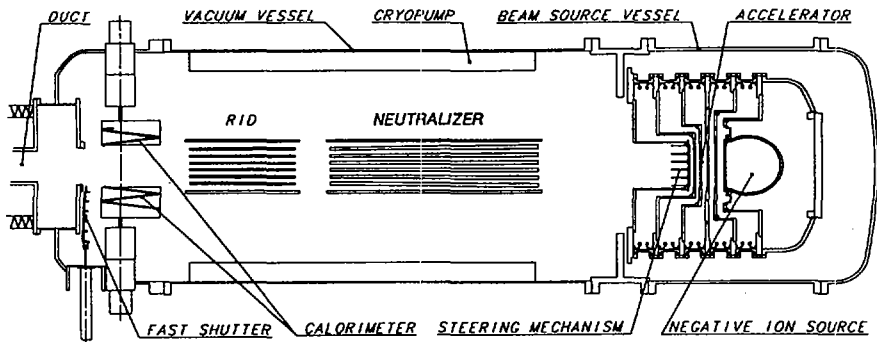 DUCT
VACUUM VESSEL
CRYOPUMP
BEAM SOURCE VESSEL
ACCELERATOR
RID
NEUTRALIZER
FAST SHUTTER
CALORIMETER
STEERING MECHANISM
NEGATIVE ION SOURCE